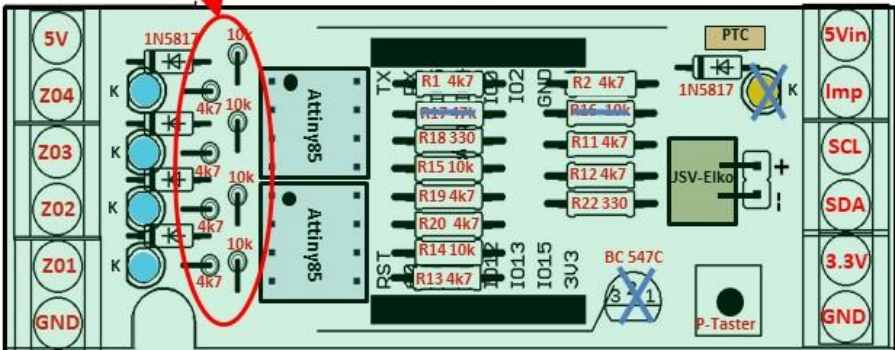 5V
Z04
Z03
Z02
Z01
GND
1N5817
K
K
K
K
10k
4k7
10k
4k7
10k
4k7
10k
4k7
Attiny85
Attiny85
TX
IO2
GND
R1 4k7
R17 47k
R18 330
R15 10k
R19 4k7
R20 4k7
R14 10k
R13 4k7
R2 4k7
R16 10k
R11 4k7
R12 4k7
R22 330
RST
IO12
IO13
IO15
3V3
PTC
1N5817
K
JSV-Elko
+
--
BC 547C
3 2 1
P-Taster
5Vin
Imp
SCL
SDA
3.3V
GND